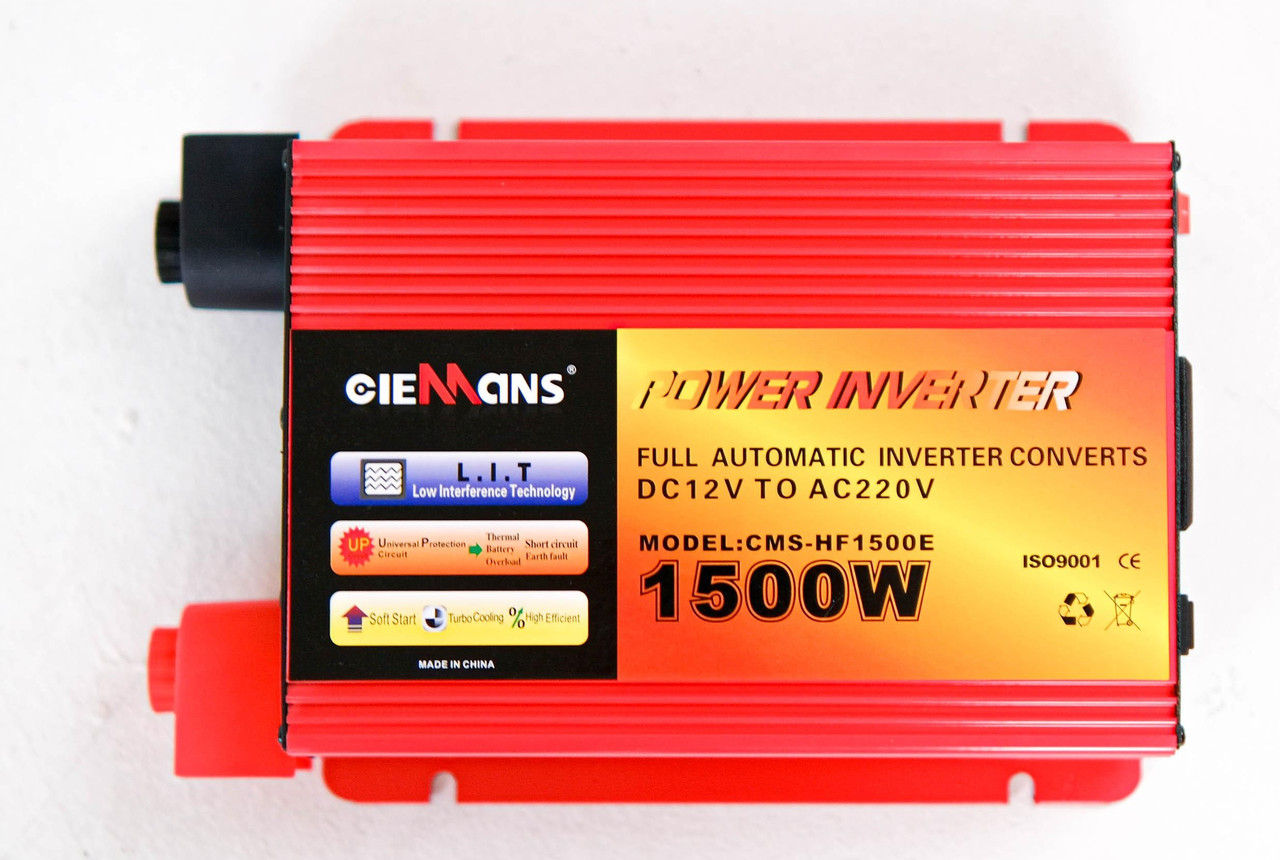 CIEMANS®
L.I.T
Low Interference Technology
UP
Universal Protection
Circuit
Thermal
Battery
Overload
Short circuit
Earth fault
Soft Start
Turbo Cooling
% High Efficient
MADE IN CHINA
POWER INVERTER
FULL AUTOMATIC INVERTER CONVERTS
DC12V TO AC220V
MODEL:CMS-HF1500E
1500W
ISO9001 CE